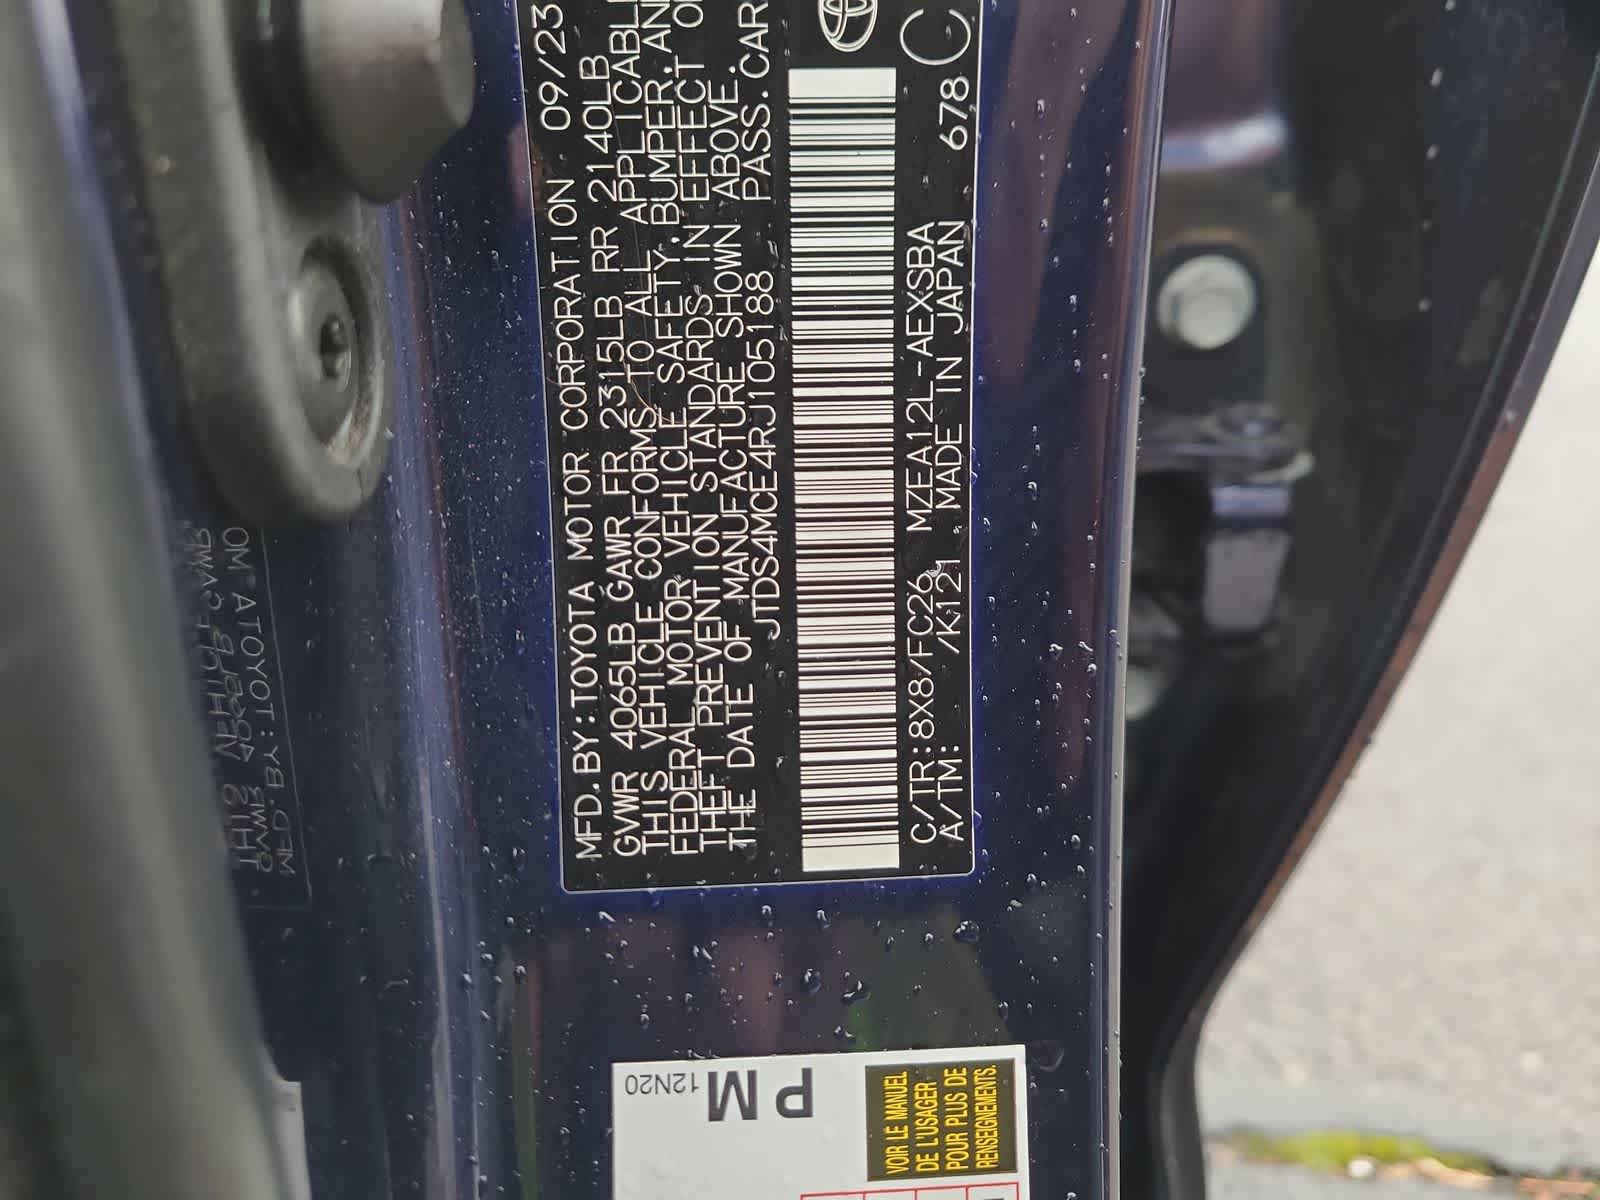 MFD.BY:TOYOTA MOTOR CORPORATION 09/23
GVWR 4065LB GAWR FR 2315LB RR 2140LB
THIS VEHICLE CONFORMS TO ALL APPLICABLE
FEDERAL MOTOR VEHICLE SAFETY, BUMPER, AND
THEFT PREVENTION STANDARDS IN EFFECT
THE DATE OF MANUFACTURE SHOWN ABOVE.
JTDS4MCE4RJ105188 PASS.CAR
C/TR:8X8/FC26 MZEA12L-AEXSBA 678
A/TM: /K121 MADE IN JAPAN C
PM
12N20
VOIR LE MANUEL
DE L'USAGER
POUR PLUS DE
RENSEIGNEMENTS.